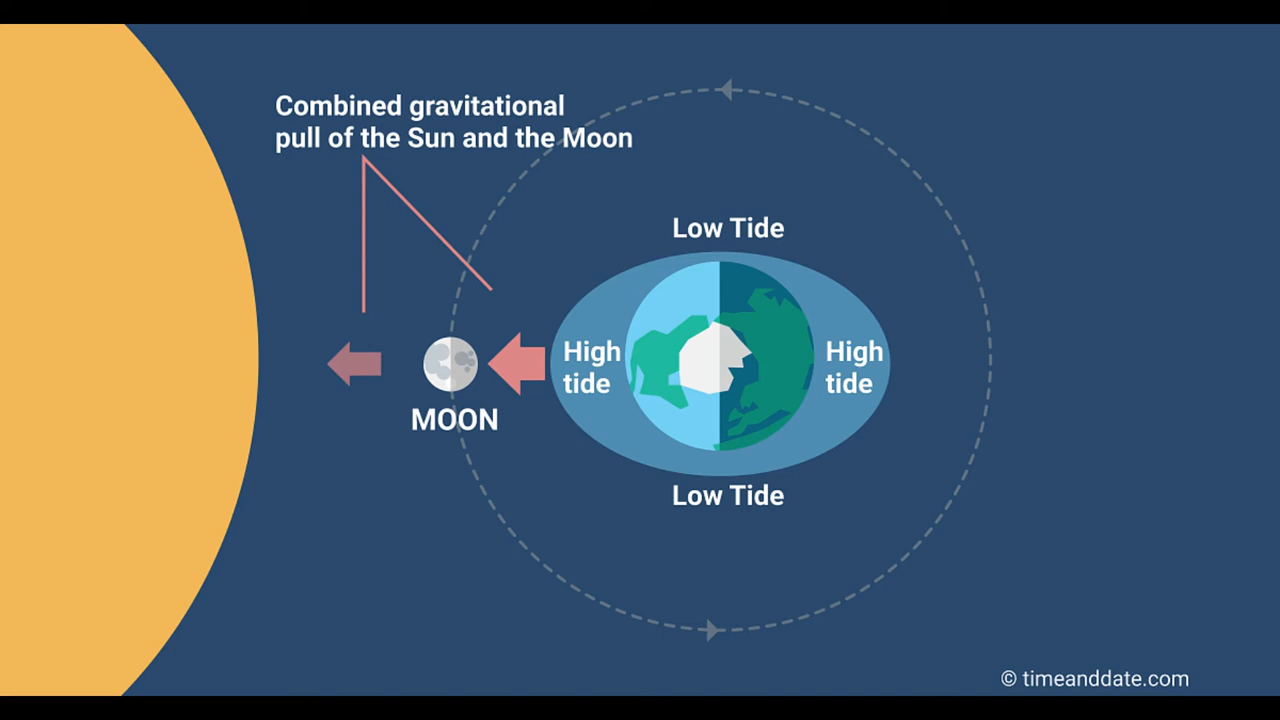 Combined gravitational
pull of the Sun and the Moon
Low Tide
High
tide
High
tide
MOON
Low Tide
© timeanddate.com